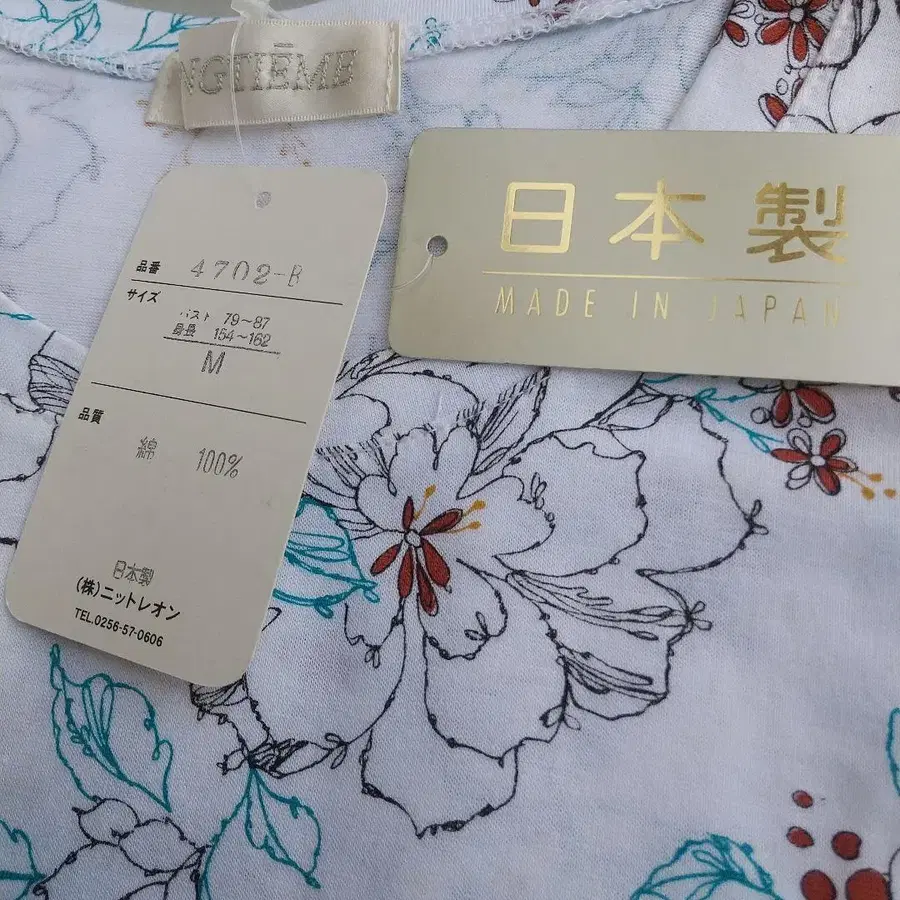 NGTIĒME
日本製
MADE IN JAPAN
品番 4702-B
サイズ
バスト 79～87
身長 154～162
M
品質
綿 100%
日本製
(株)ニットレオン
TEL.0256-57-0606